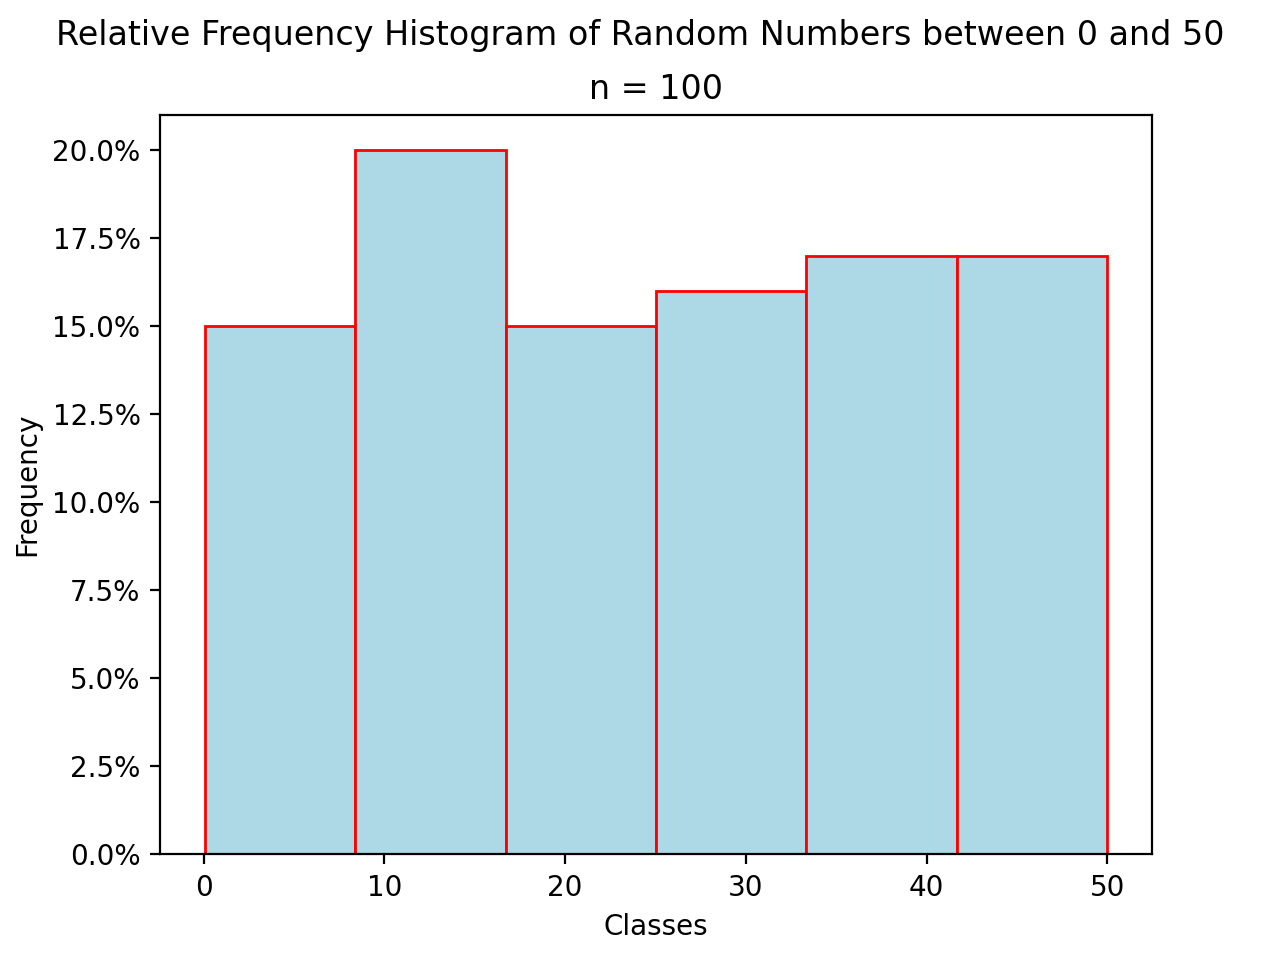 Relative Frequency Histogram of Random Numbers between 0 and 50
n = 100
20.0%
17.5%
15.0%
12.5%
10.0%
7.5%
5.0%
2.5%
0.0%
Frequency
0 10 20 30 40 50
Classes